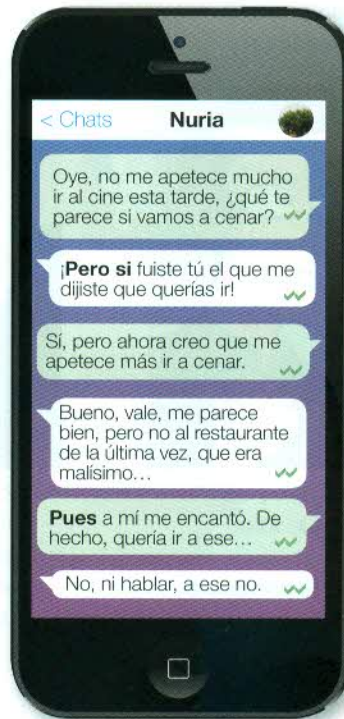 < Chats Nuria
Oye, no me apetece mucho
ir al cine esta tarde, ¿qué te
parece si vamos a cenar?
¡Pero si fuiste tú el que me
dijiste que querías ir!
Sí, pero ahora creo que me
apetece más ir a cenar.
Bueno, vale, me parece
bien, pero no al restaurante
de la última vez, que era
malísimo...
Pues a mí me encantó. De
hecho, quería ir a ese...
No, ni hablar, a ese no.